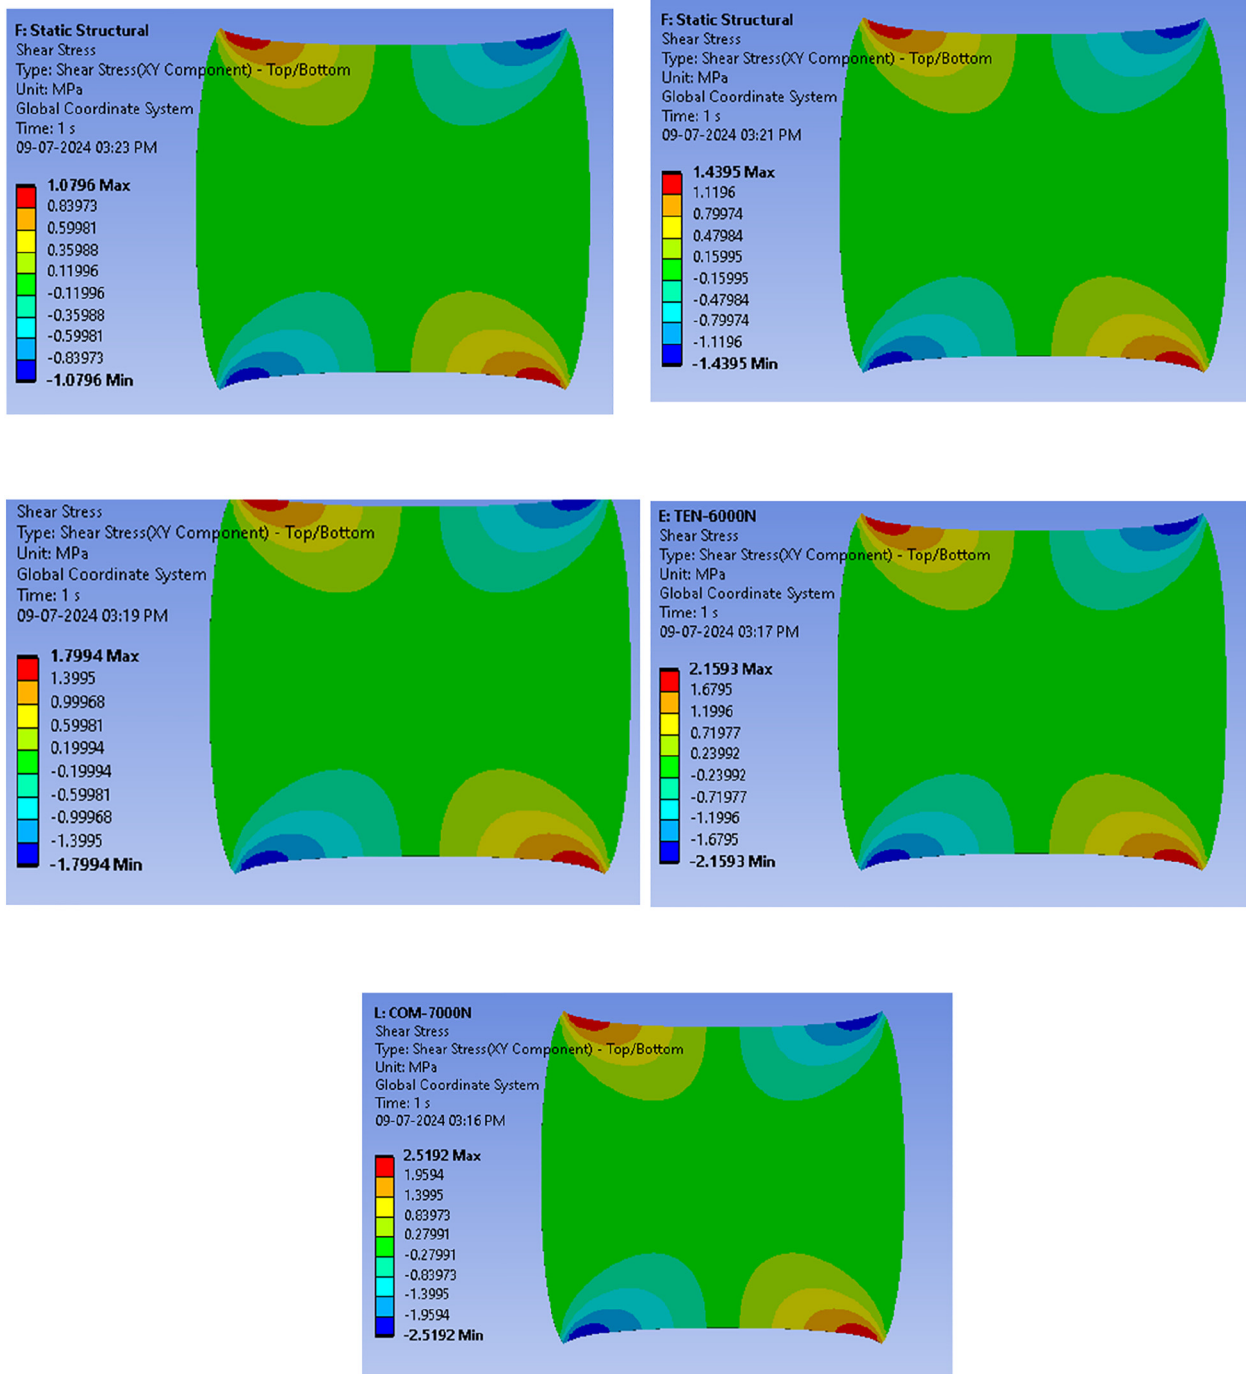 F: Static Structural
Shear Stress
Type: Shear Stress(XY Component) - Top/Bottom
Unit: MPa
Global Coordinate System
Time: 1 s
09-07-2024 03:23 PM
1.0796 Max
0.83973
0.59981
0.35988
0.11996
-0.11996
-0.35988
-0.59981
-0.83973
-1.0796 Min
F: Static Structural
Shear Stress
Type: Shear Stress(XY Component) - Top/Bottom
Unit: MPa
Global Coordinate System
Time: 1 s
09-07-2024 03:21 PM
1.4395 Max
1.1196
0.79974
0.47984
0.15995
-0.15995
-0.47984
-0.79974
-1.1196
-1.4395 Min
Shear Stress
Type: Shear Stress(XY Component) - Top/Bottom
Unit: MPa
Global Coordinate System
Time: 1 s
09-07-2024 03:19 PM
1.7994 Max
1.3995
0.99968
0.59981
0.19994
-0.19994
-0.59981
-0.99968
-1.3995
-1.7994 Min
E: TEN-6000N
Shear Stress
Type: Shear Stress(XY Component) - Top/Bottom
Unit: MPa
Global Coordinate System
Time: 1 s
09-07-2024 03:17 PM
2.1593 Max
1.6795
1.1996
0.71977
0.23992
-0.23992
-0.71977
-1.1996
-1.6795
-2.1593 Min
L: COM-7000N
Shear Stress
Type: Shear Stress(XY Component) - Top/Bottom
Unit: MPa
Global Coordinate System
Time: 1 s
09-07-2024 03:16 PM
2.5192 Max
1.9594
1.3995
0.83973
0.27991
-0.27991
-0.83973
-1.3995
-1.9594
-2.5192 Min